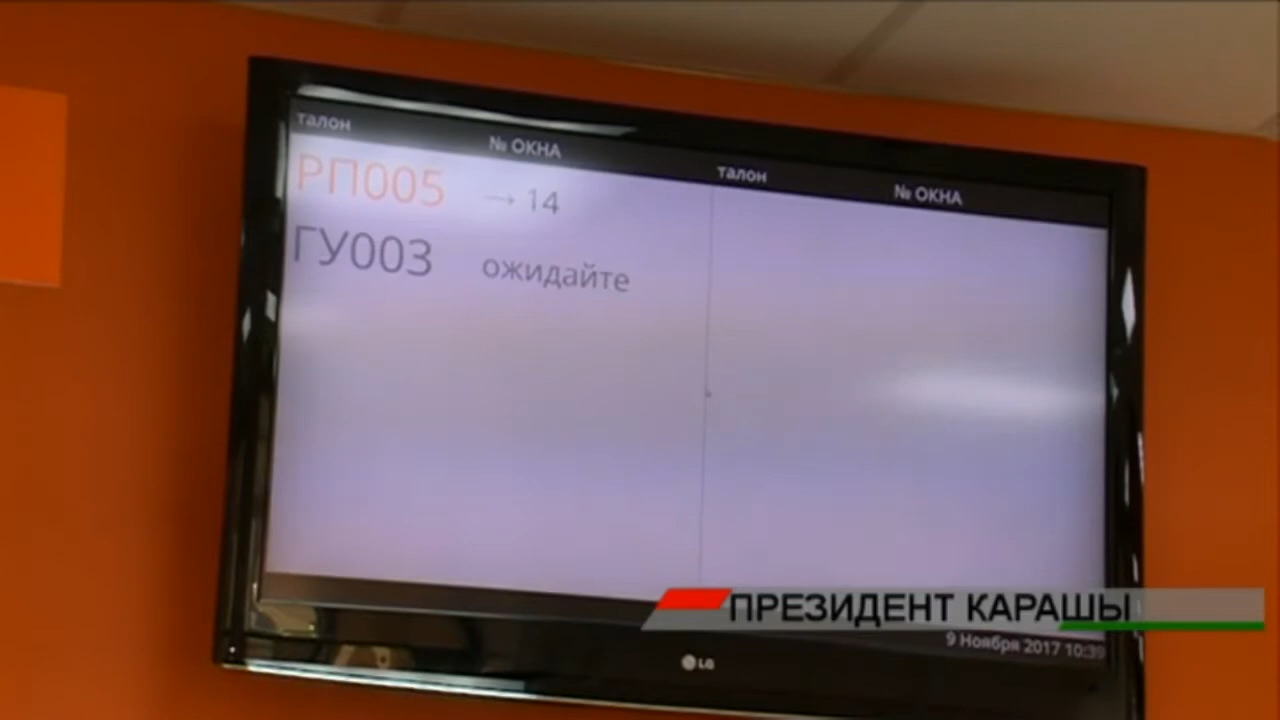 талон № ОКНА талон № ОКНА
РП005 → 14
ГУ003 ожидайте
ПРЕЗИДЕНТ КАРАШЫ
9 Ноября 2017 10:39
LG